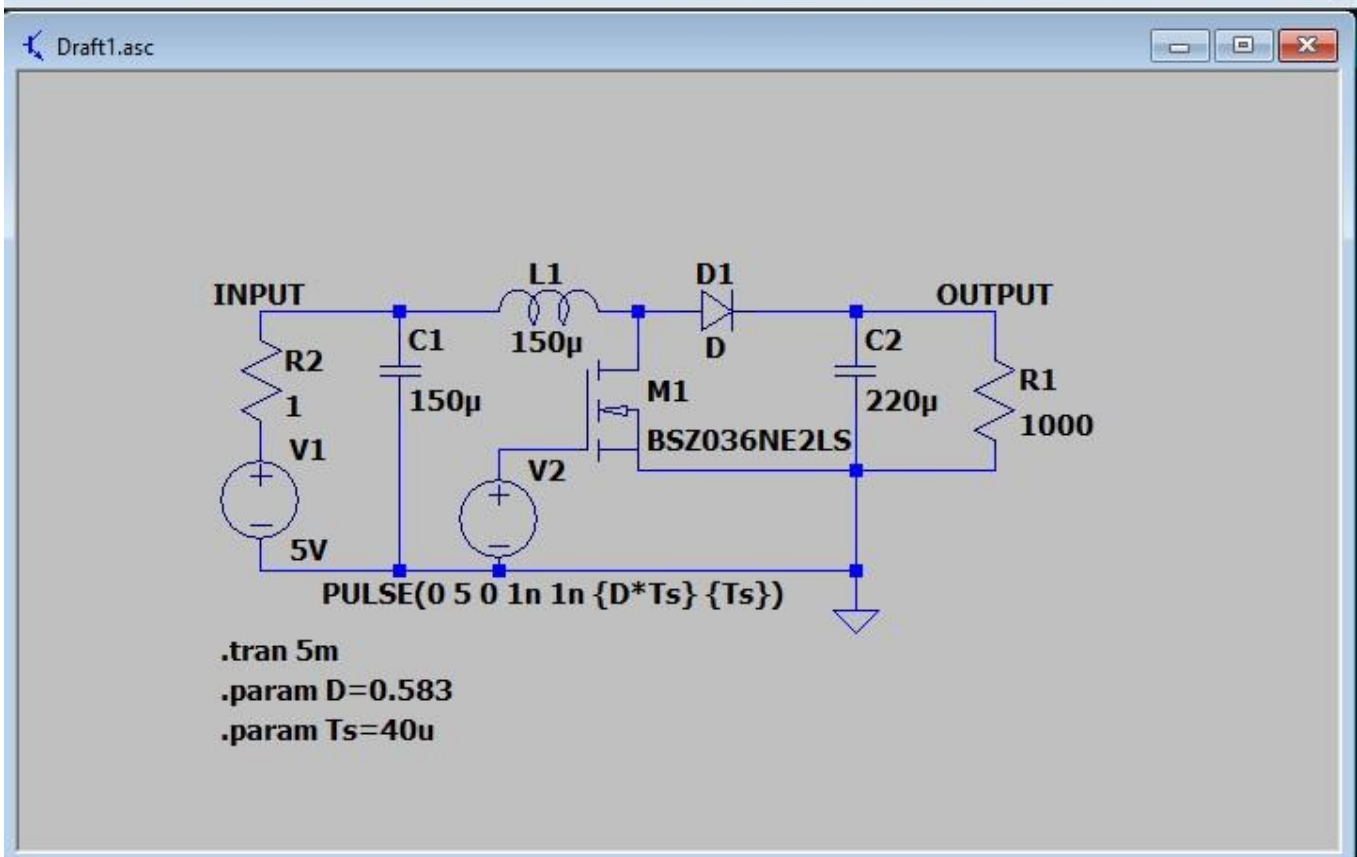 Draft1.asc
INPUT
L1
D1
OUTPUT
R2
1
C1
150µ
150µ
D
C2
220µ
R1
1000
M1
BSZ036NE2LS
V1
5V
V2
PULSE(0 5 0 1n 1n {D*Ts} {Ts})
.tran 5m
.param D=0.583
.param Ts=40u